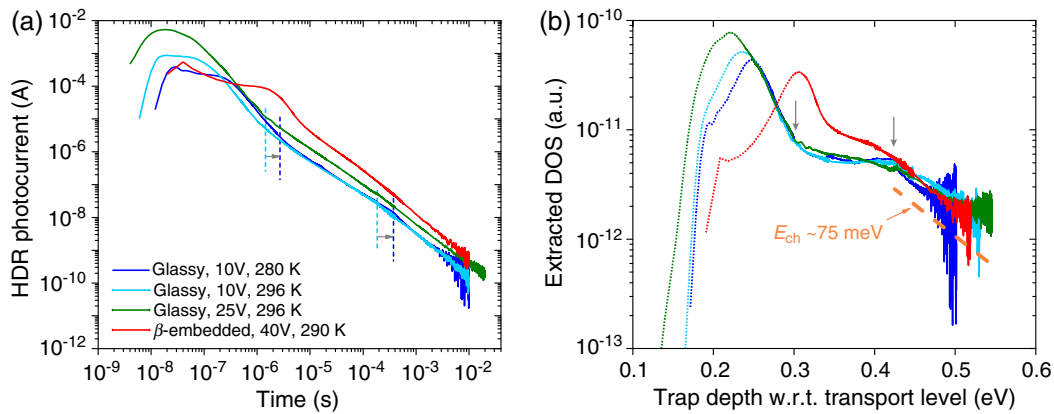 (a)
HDR photocurrent (A)
10⁻²
10⁻⁴
10⁻⁶
10⁻⁸
10⁻¹⁰
10⁻¹²
Glassy, 10V, 280 K
Glassy, 10V, 296 K
Glassy, 25V, 296 K
β-embedded, 40V, 290 K
10⁻⁹ 10⁻⁸ 10⁻⁷ 10⁻⁶ 10⁻⁵ 10⁻⁴ 10⁻³ 10⁻²
Time (s)
(b)
Extracted DOS (a.u.)
10⁻¹⁰
10⁻¹¹
10⁻¹²
10⁻¹³
E_ch ~75 meV
0.1 0.2 0.3 0.4 0.5 0.6
Trap depth w.r.t. transport level (eV)